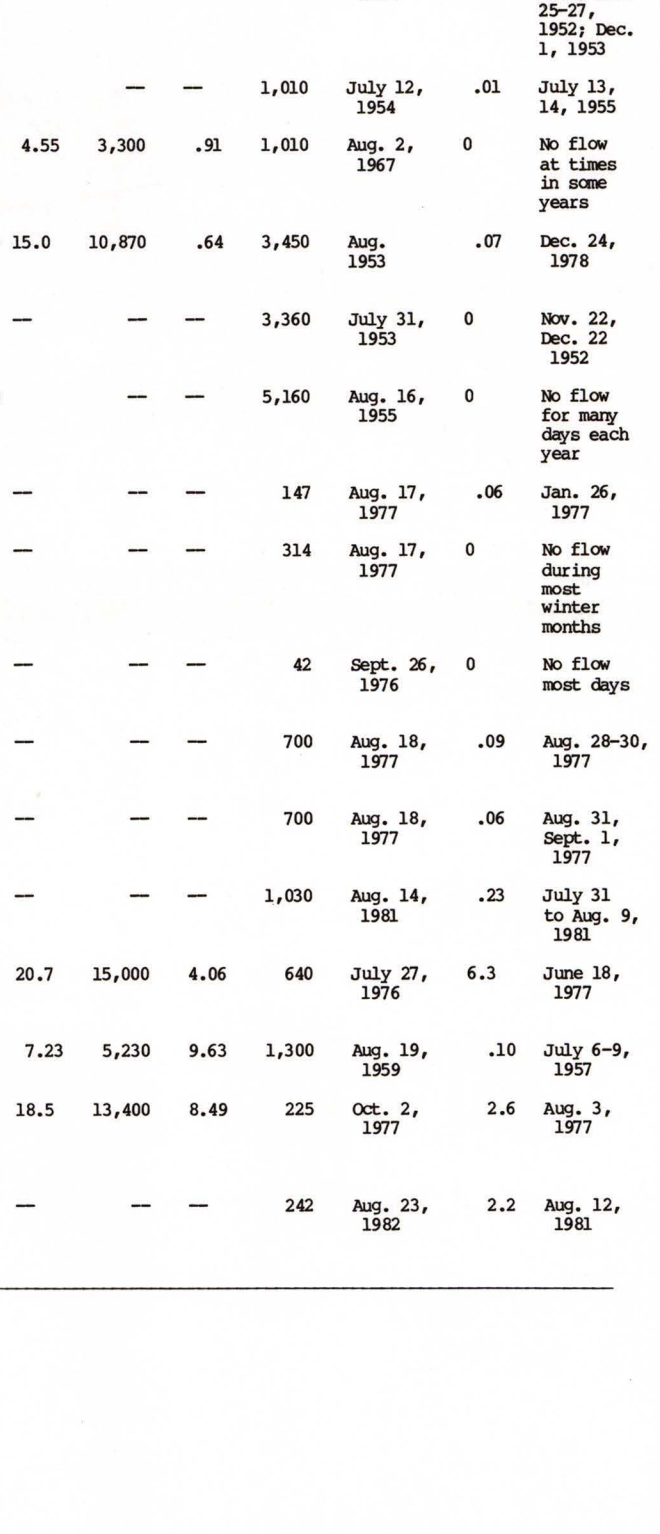 25-27,
1952; Dec.
1, 1953
— — 1,010 July 12, .01 July 13,
1954 14, 1955
4.55 3,300 .91 1,010 Aug. 2, 0 No flow
1967 at times
in some
years
15.0 10,870 .64 3,450 Aug. .07 Dec. 24,
1953 1978
— — — 3,360 July 31, 0 Nov. 22,
1953 Dec. 22
1952
— — 5,160 Aug. 16, 0 No flow
1955 for many
days each
year
— — — 147 Aug. 17, .06 Jan. 26,
1977 1977
— — — 314 Aug. 17, 0 No flow
1977 during
most
winter
months
— — — 42 Sept. 26, 0 No flow
1976 most days
— — — 700 Aug. 18, .09 Aug. 28-30,
1977 1977
— — — 700 Aug. 18, .06 Aug. 31,
1977 Sept. 1,
1977
— — — 1,030 Aug. 14, .23 July 31
1981 to Aug. 9,
1981
20.7 15,000 4.06 640 July 27, 6.3 June 18,
1976 1977
7.23 5,230 9.63 1,300 Aug. 19, .10 July 6-9,
1959 1957
18.5 13,400 8.49 225 Oct. 2, 2.6 Aug. 3,
1977 1977
— — — 242 Aug. 23, 2.2 Aug. 12,
1982 1981